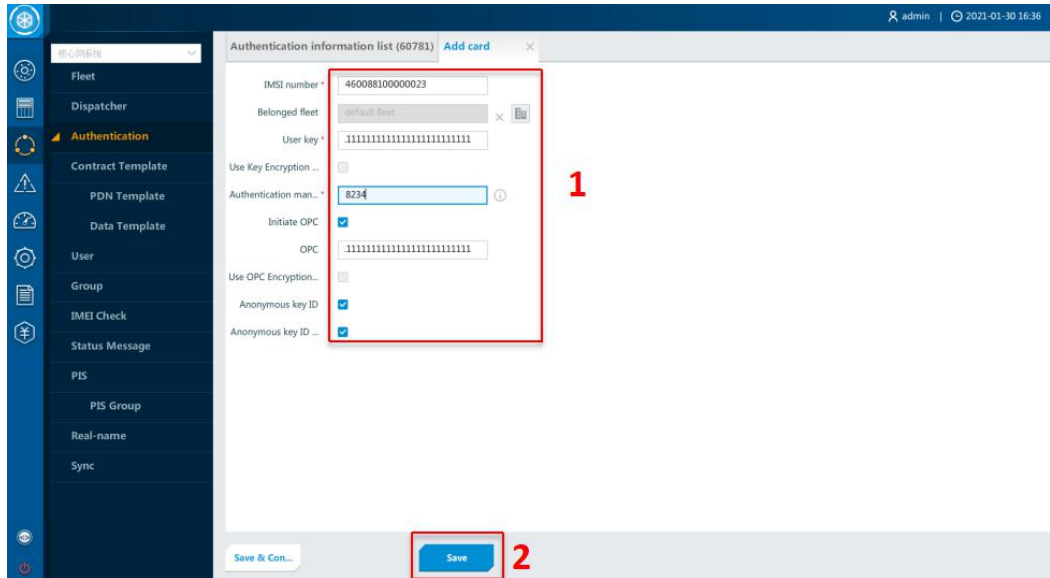 admin | 2021-01-30 16:36
核心网系统
Authentication information list (60781) Add card
Fleet
Dispatcher
Authentication
Contract Template
PDN Template
Data Template
User
Group
IMEI Check
Status Message
PIS
PIS Group
Real-name
Sync
IMSI number * 460088100000023
Belonged fleet default fleet
User key * .1111111111111111111111111
Use Key Encryption ...
Authentication man... * 8234
Initiate OPC
OPC .1111111111111111111111111
Use OPC Encryption...
Anonymous key ID
Anonymous key ID ...
1
Save & Con... Save 2